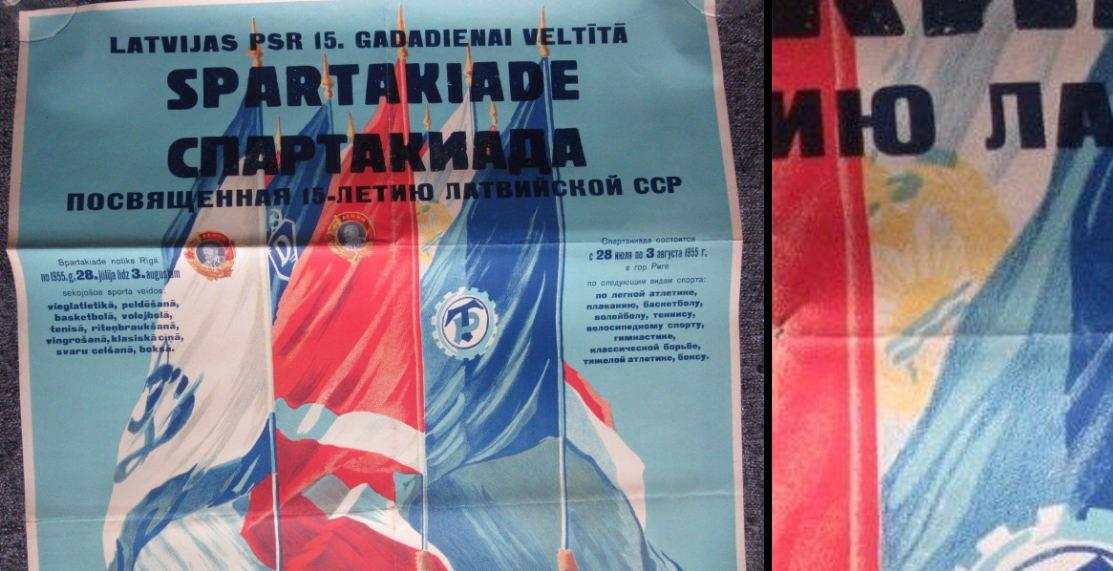 LATVIJAS PSR 15. GADADIENAI VELTĪTĀ
SPARTAKIADE
СПАРТАКИАДА
ПОСВЯЩЕННАЯ 15-ЛЕТИЮ ЛАТВИЙСКОЙ ССР
Spartakiade notiks Rīgā
no 1955. g. 28. jūlija līdz 3. augustam
sekojošos sporta veidos:
vieglatletikā, peldēšanā,
basketbolā, volejbolā,
tenisā, riteņbraukšanā,
vingrošanā, klasiskā cīņā,
svaru celšanā, boksā.
Спартакиада состоится
с 28 июля по 3 августа 1955 г.
в гор. Риге
по следующим видам спорта:
по легкой атлетике,
плаванию, баскетболу,
волейболу, теннису,
велосипедному спорту,
гимнастике,
классической борьбе,
тяжелой атлетике, боксу.
ИЮ ЛА